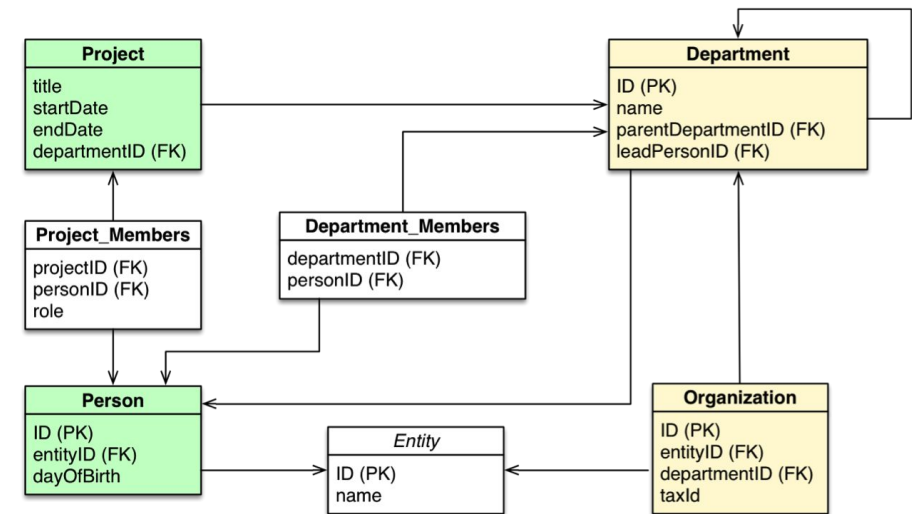 Project
title
startDate
endDate
departmentID (FK)
Department
ID (PK)
name
parentDepartmentID (FK)
leadPersonID (FK)
Project_Members
projectID (FK)
personID (FK)
role
Department_Members
departmentID (FK)
personID (FK)
Person
ID (PK)
entityID (FK)
dayOfBirth
Entity
ID (PK)
name
Organization
ID (PK)
entityID (FK)
departmentID (FK)
taxId